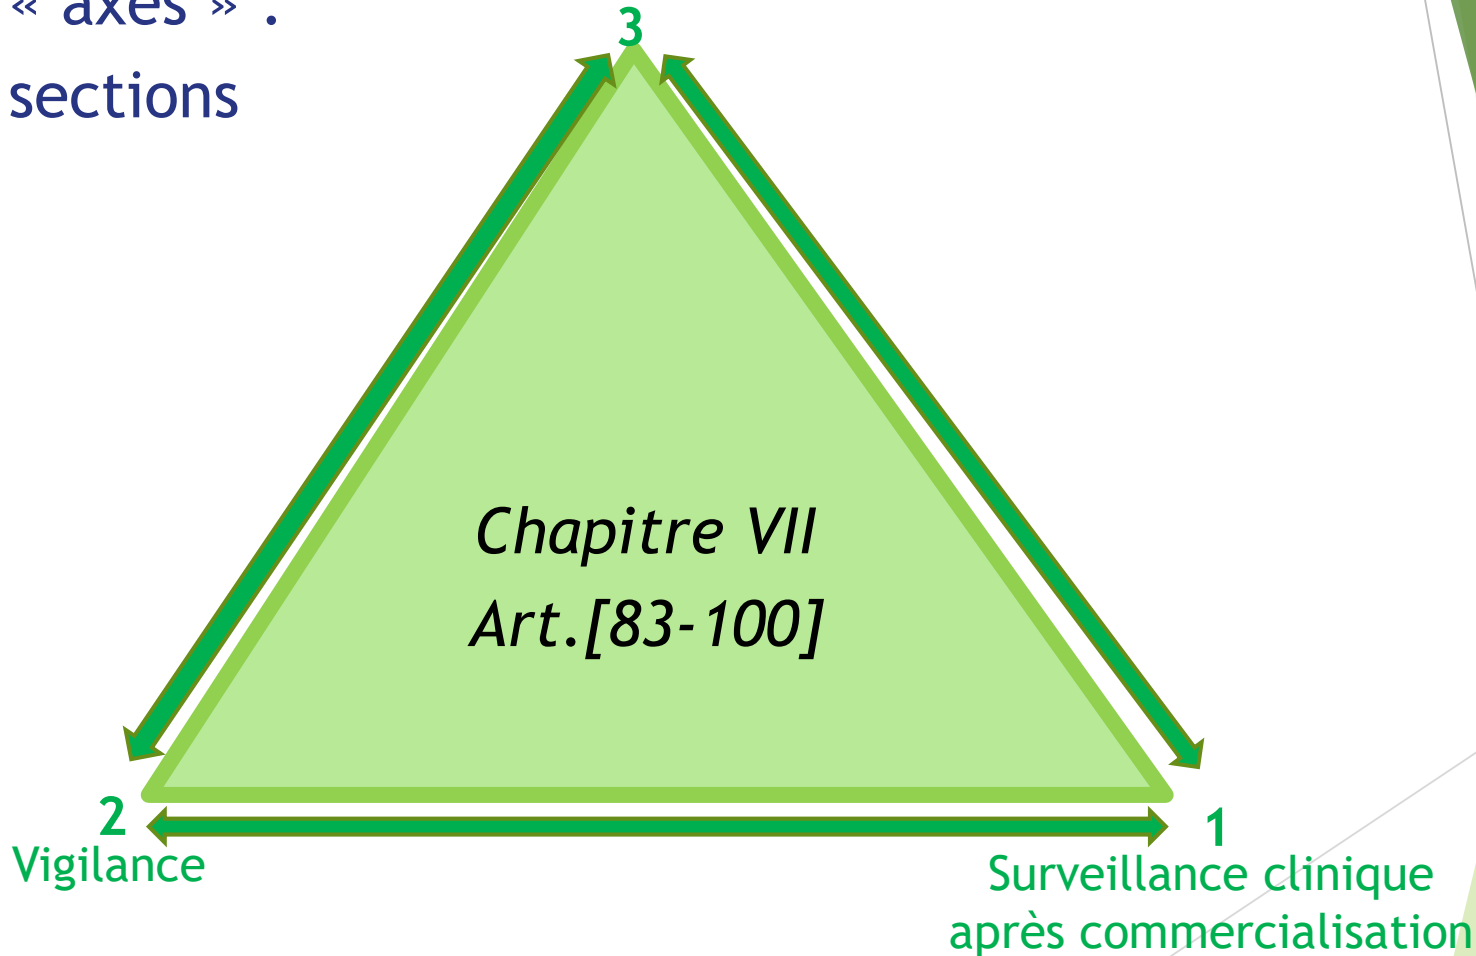 « axes » .
sections
3
Chapitre VII
Art.[83-100]
2
Vigilance
1
Surveillance clinique
après commercialisation